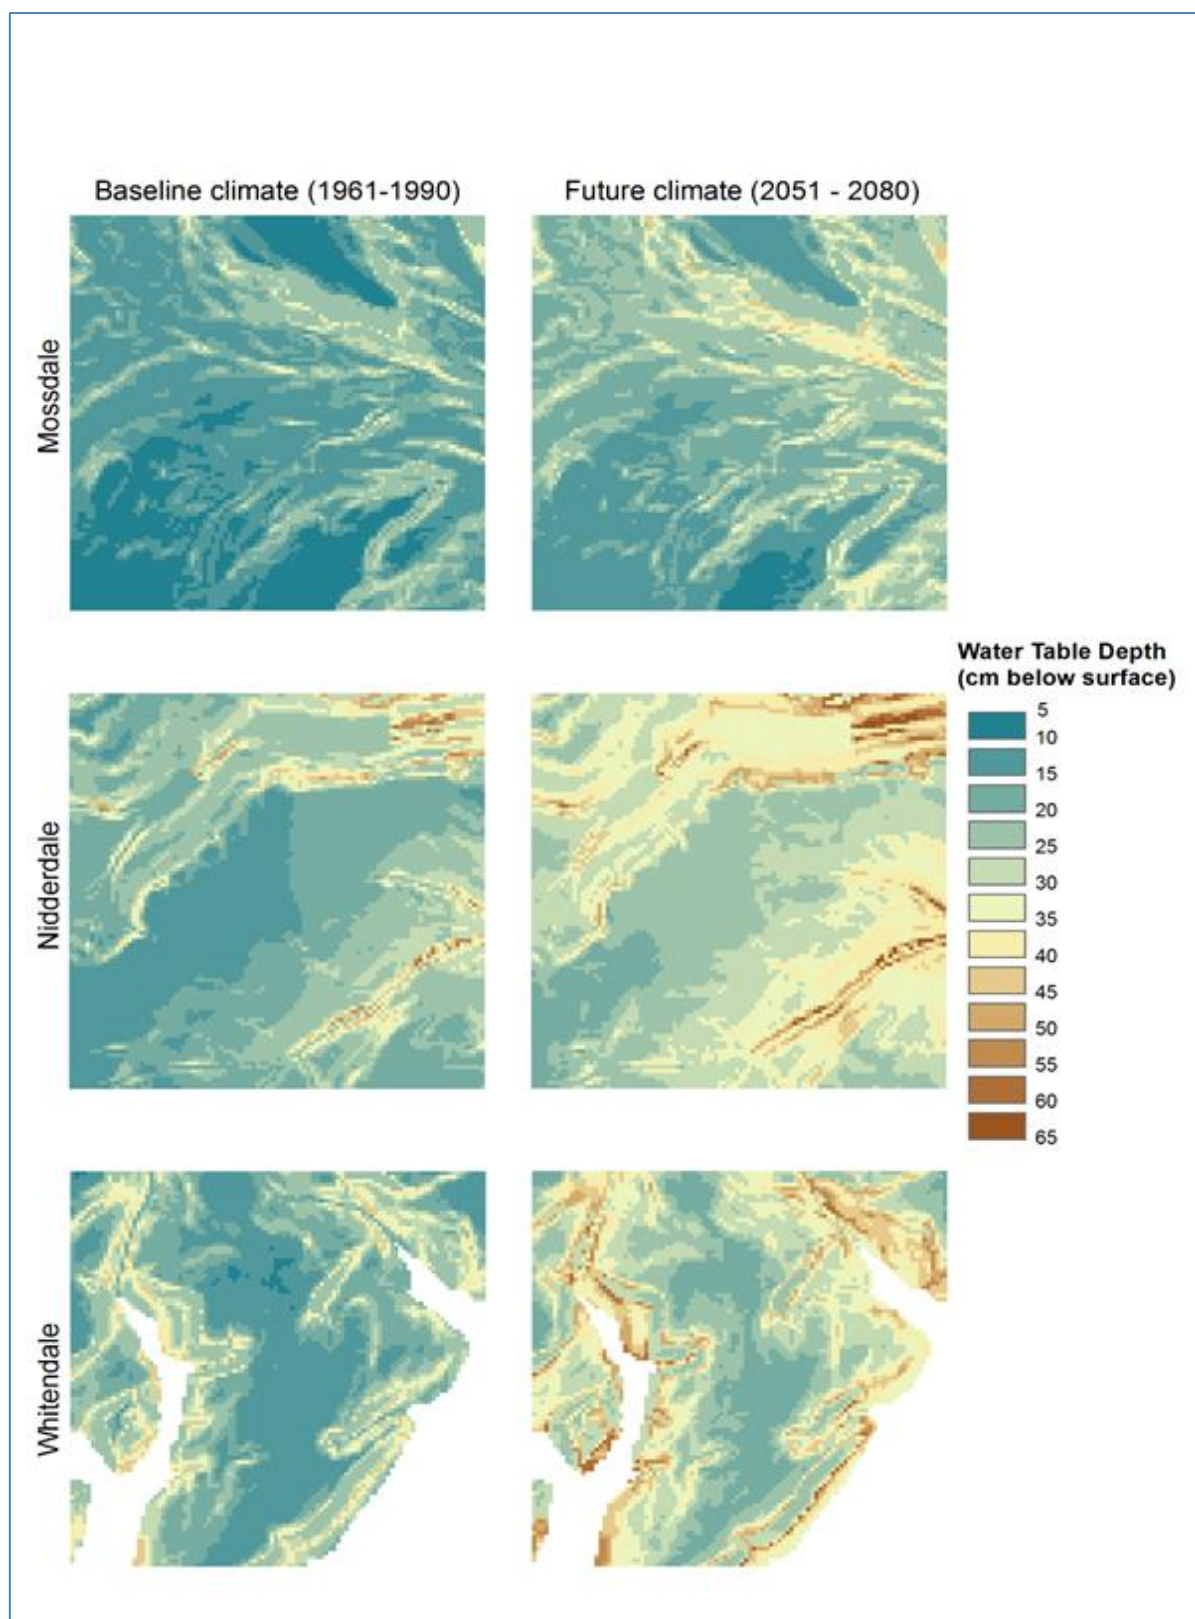 Baseline climate (1961-1990)
Future climate (2051 - 2080)
Mossdale
Nidderdale
Whitendale
Water Table Depth
(cm below surface)
5
10
15
20
25
30
35
40
45
50
55
60
65